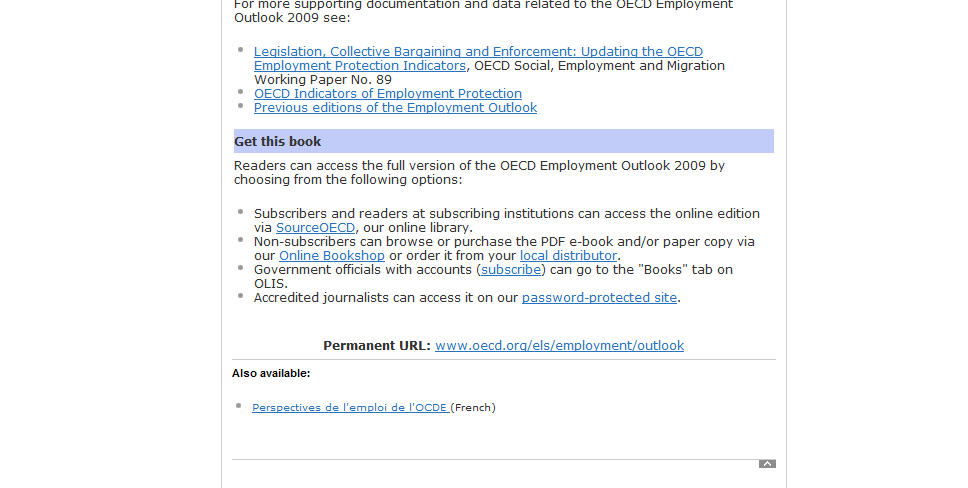 For more supporting documentation and data related to the OECD Employment
Outlook 2009 see:
Legislation, Collective Bargaining and Enforcement: Updating the OECD
Employment Protection Indicators, OECD Social, Employment and Migration
Working Paper No. 89
OECD Indicators of Employment Protection
Previous editions of the Employment Outlook
Get this book
Readers can access the full version of the OECD Employment Outlook 2009 by
choosing from the following options:
Subscribers and readers at subscribing institutions can access the online edition
via SourceOECD, our online library.
Non-subscribers can browse or purchase the PDF e-book and/or paper copy via
our Online Bookshop or order it from your local distributor.
Government officials with accounts (subscribe) can go to the "Books" tab on
OLIS.
Accredited journalists can access it on our password-protected site.
Permanent URL: www.oecd.org/els/employment/outlook
Also available:
Perspectives de l'emploi de l'OCDE (French)